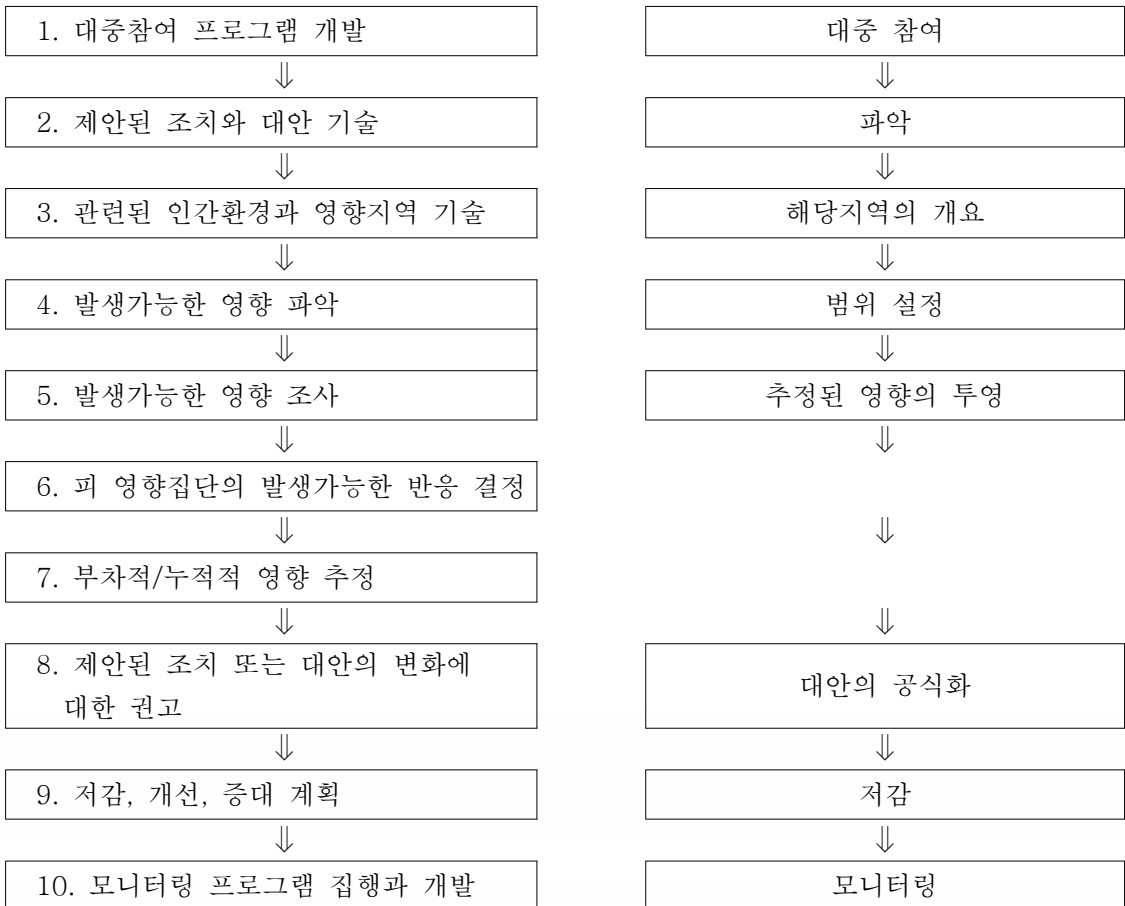 1. 대중참여 프로그램 개발
대중 참여
⇓
⇓
2. 제안된 조치와 대안 기술
파악
⇓
⇓
3. 관련된 인간환경과 영향지역 기술
해당지역의 개요
⇓
⇓
4. 발생가능한 영향 파악
범위 설정
⇓
⇓
5. 발생가능한 영향 조사
추정된 영향의 투영
⇓
⇓
6. 피 영향집단의 발생가능한 반응 결정
⇓
⇓
7. 부차적/누적적 영향 추정
⇓
⇓
8. 제안된 조치 또는 대안의 변화에
대한 권고
대안의 공식화
⇓
⇓
9. 저감, 개선, 증대 계획
저감
⇓
⇓
10. 모니터링 프로그램 집행과 개발
모니터링